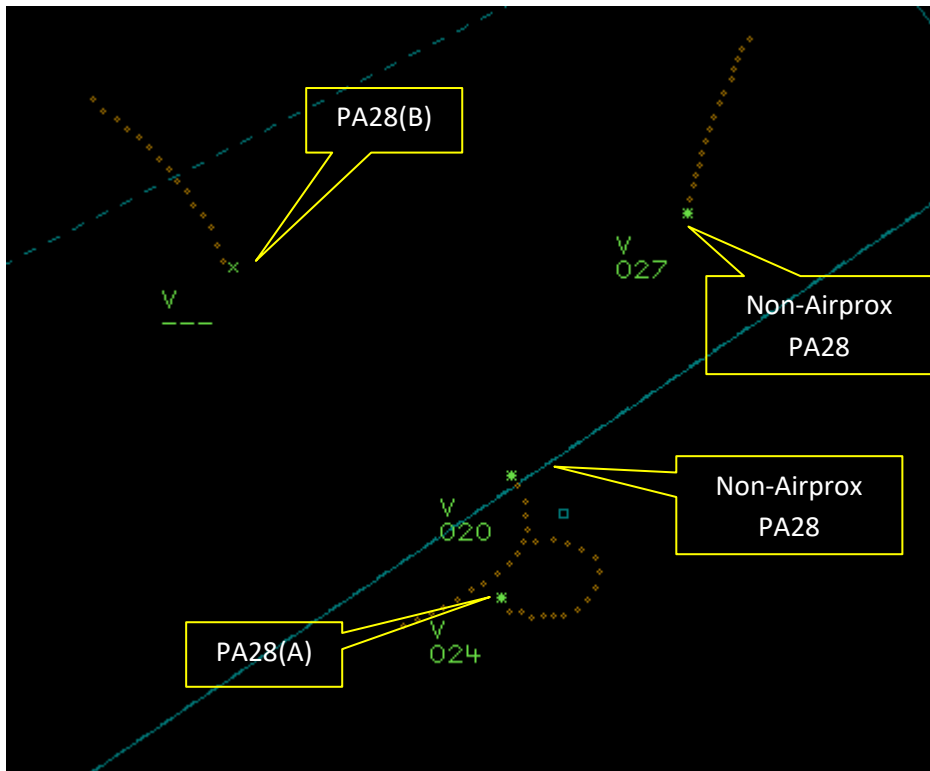 PA28(B)
V
027
V
---
Non-Airprox
PA28
Non-Airprox
PA28
V
020
PA28(A)
V
024